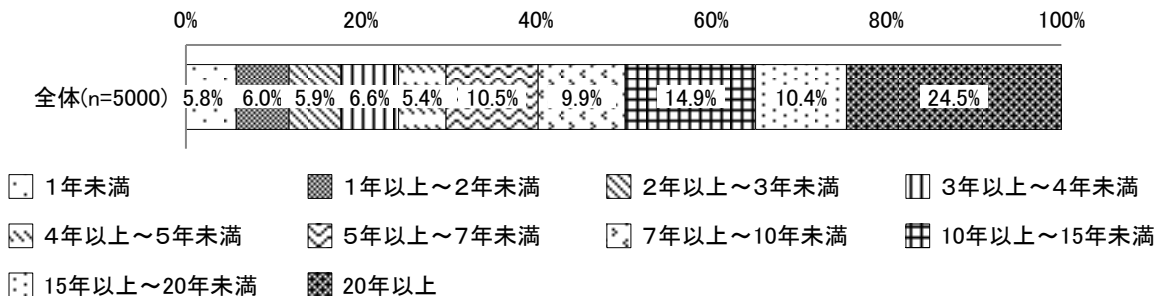 0% 20% 40% 60% 80% 100%
全体(n=5000) 5.8% 6.0% 5.9% 6.6% 5.4% 10.5% 9.9% 14.9% 10.4% 24.5%
1年未満 1年以上～2年未満 2年以上～3年未満 3年以上～4年未満
4年以上～5年未満 5年以上～7年未満 7年以上～10年未満 10年以上～15年未満
15年以上～20年未満 20年以上